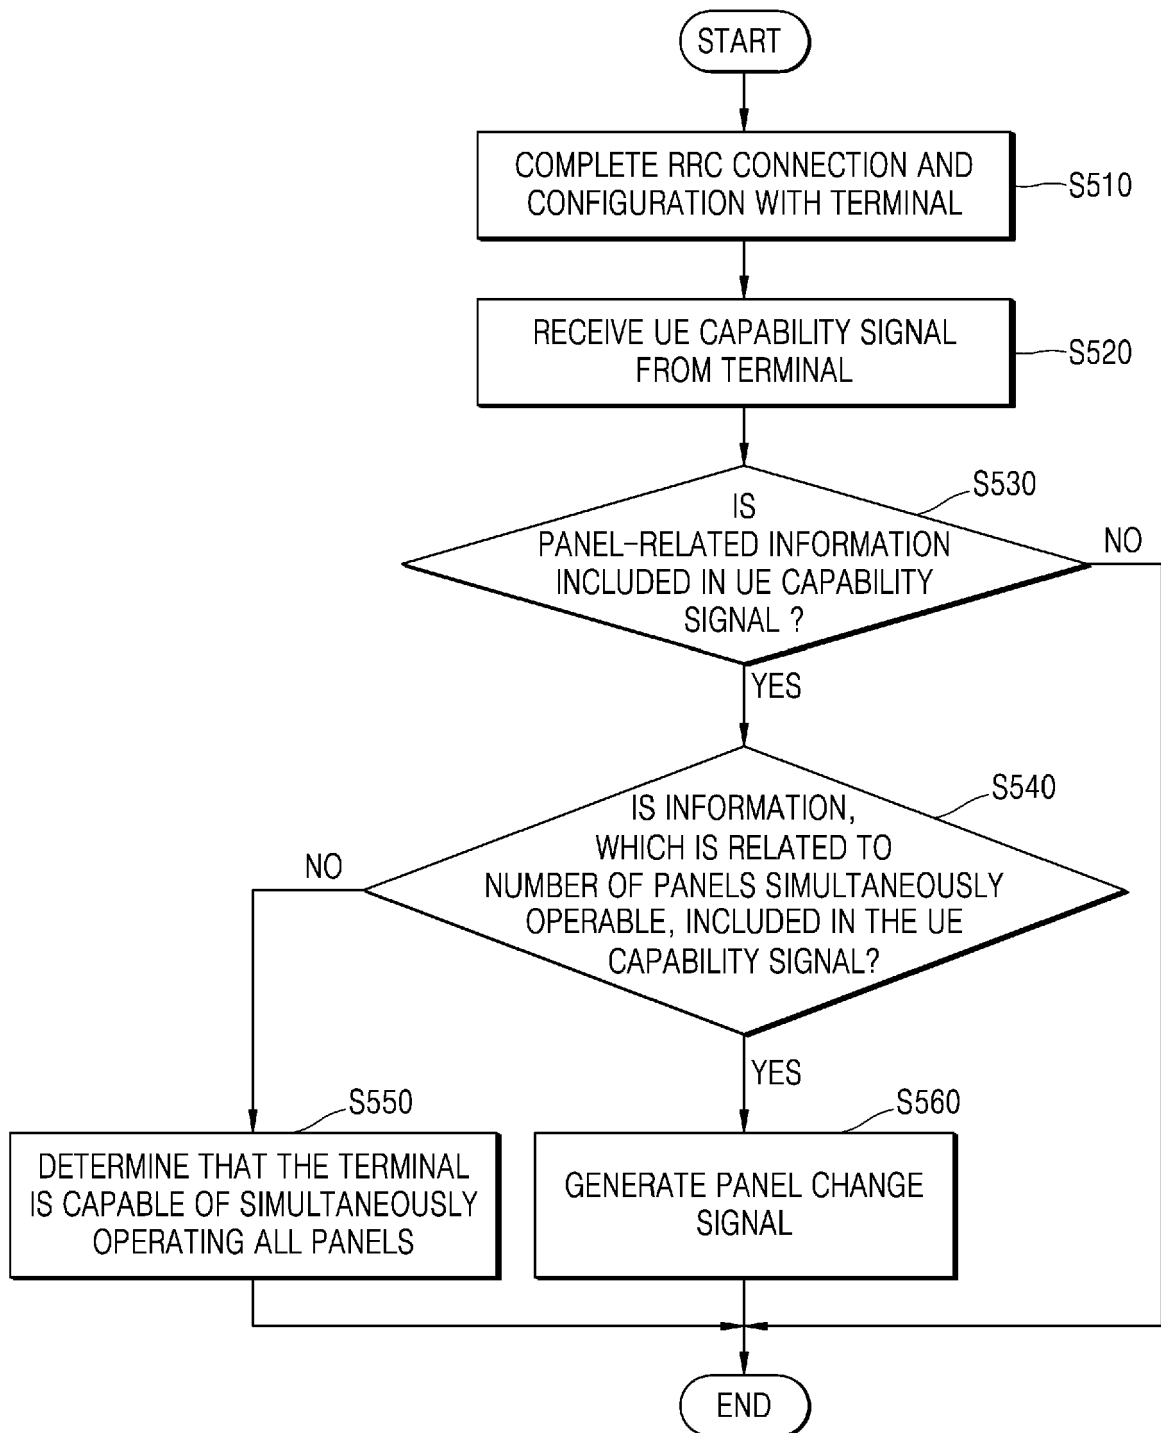 START
COMPLETE RRC CONNECTION AND
CONFIGURATION WITH TERMINAL
S510
RECEIVE UE CAPABILITY SIGNAL
FROM TERMINAL
S520
S530
IS
PANEL-RELATED INFORMATION
INCLUDED IN UE CAPABILITY
SIGNAL ?
NO
YES
S540
IS INFORMATION,
WHICH IS RELATED TO
NUMBER OF PANELS SIMULTANEOUSLY
OPERABLE, INCLUDED IN THE UE
CAPABILITY SIGNAL?
NO
YES
S550
DETERMINE THAT THE TERMINAL
IS CAPABLE OF SIMULTANEOUSLY
OPERATING ALL PANELS
S560
GENERATE PANEL CHANGE
SIGNAL
END